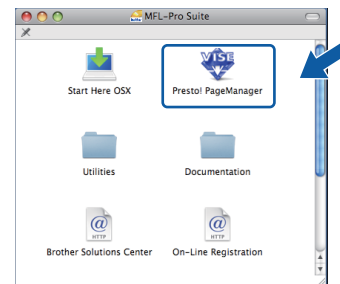 MFL-Pro Suite
VISE
Start Here OSX
Presto! PageManager
Utilities
Documentation
@
HTTP
@
HTTP
Brother Solutions Center
On-Line Registration